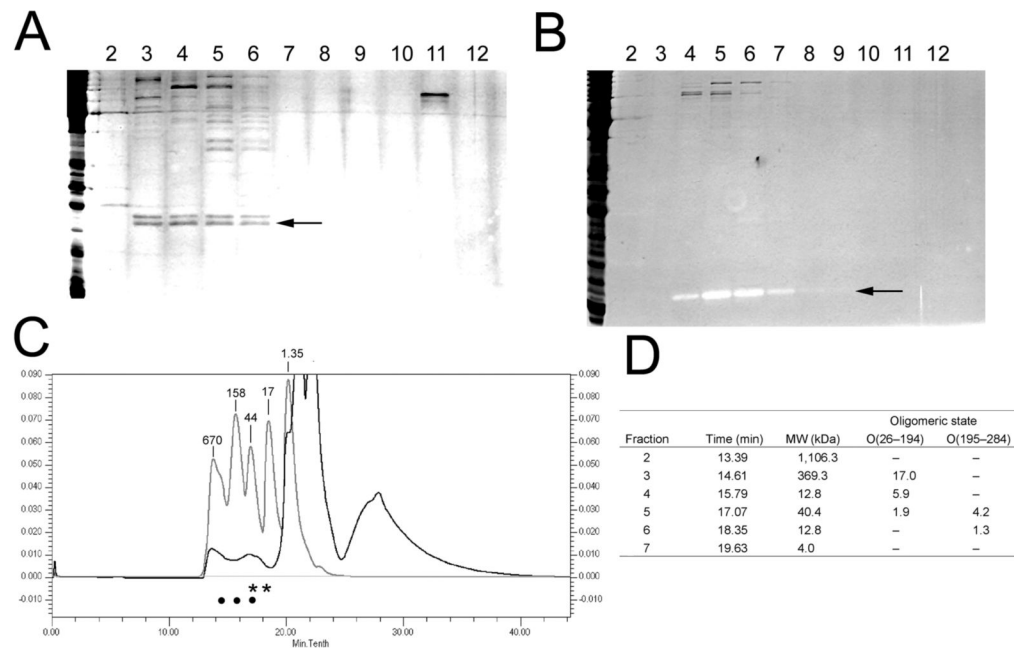 A
2 3 4 5 6 7 8 9 10 11 12
B
2 3 4 5 6 7 8 9 10 11 12
C
1.35
0.090 0.090
0.080 0.080
158 17
0.070 0.070
44
0.060 0.060
670
0.050 0.050
0.040 0.040
0.030 0.030
0.020 0.020
0.010 0.010
0.000 0.000
* *
-0.010 -0.010
0.00 10.00 20.00 30.00 40.00
Min.Tenth
D
Oligomeric state
Fraction Time (min) MW (kDa) O(26–194) O(195–284)
2 13.39 1,106.3 – –
3 14.61 369.3 17.0 –
4 15.79 12.8 5.9 –
5 17.07 40.4 1.9 4.2
6 18.35 12.8 – 1.3
7 19.63 4.0 – –